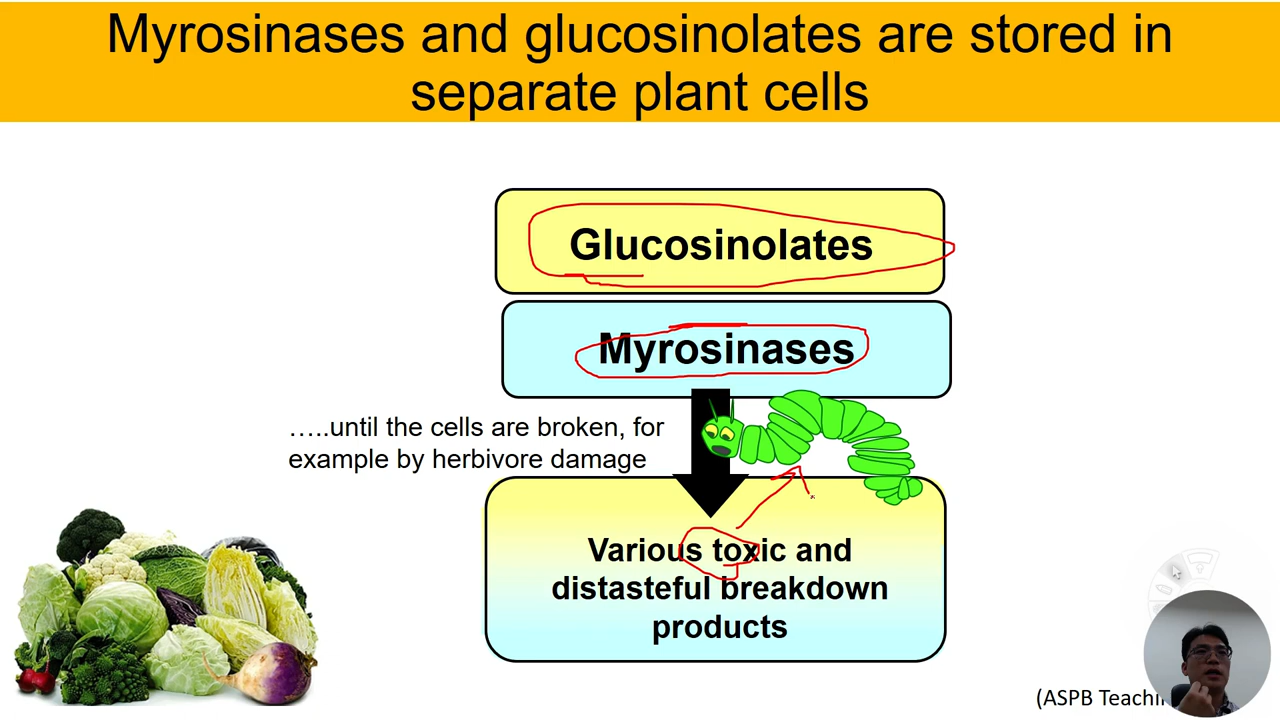 Myrosinases and glucosinolates are stored in
separate plant cells
Glucosinolates
Myrosinases
…..until the cells are broken, for
example by herbivore damage
Various toxic and
distasteful breakdown
products
(ASPB